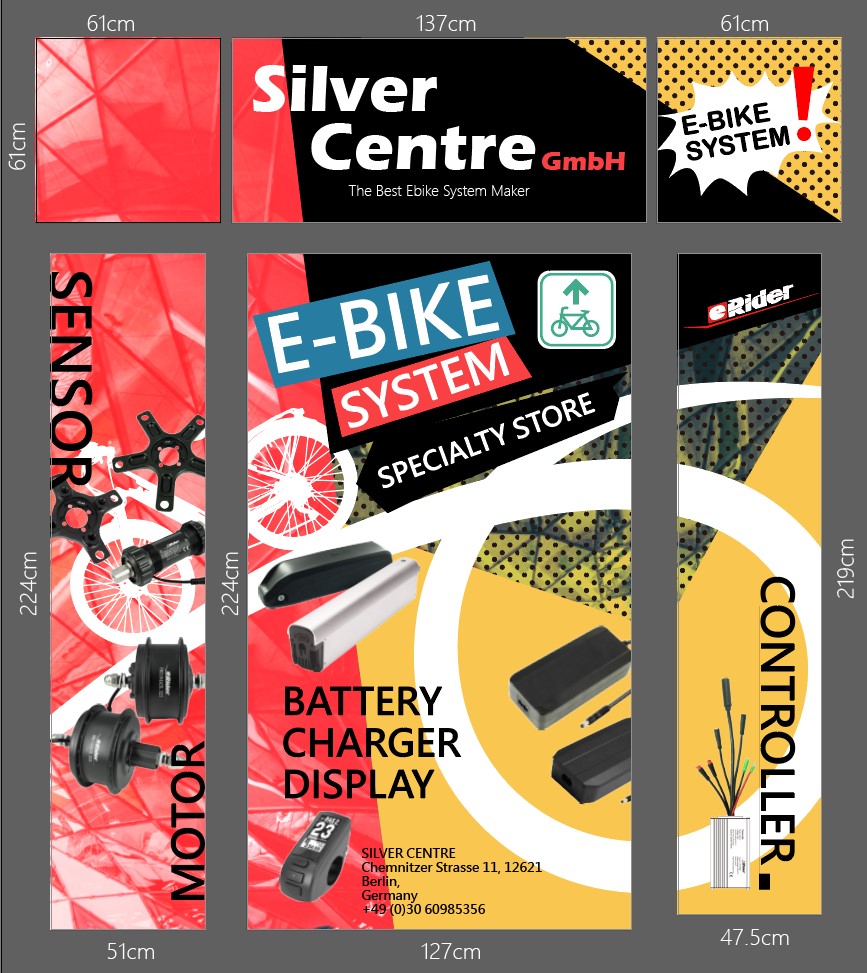 61cm
137cm
61cm
61cm
Silver
Centre GmbH
The Best Ebike System Maker
E-BIKE
SYSTEM!
SENSOR
MOTOR
224cm
51cm
E-BIKE
SYSTEM
SPECIALTY STORE
224cm
BATTERY
CHARGER
DISPLAY
23
SILVER CENTRE
Chemnitzer Strasse 11, 12621
Berlin,
Germany
+49 (0)30 60985356
127cm
eRider
CONTROLLER.
219cm
47.5cm